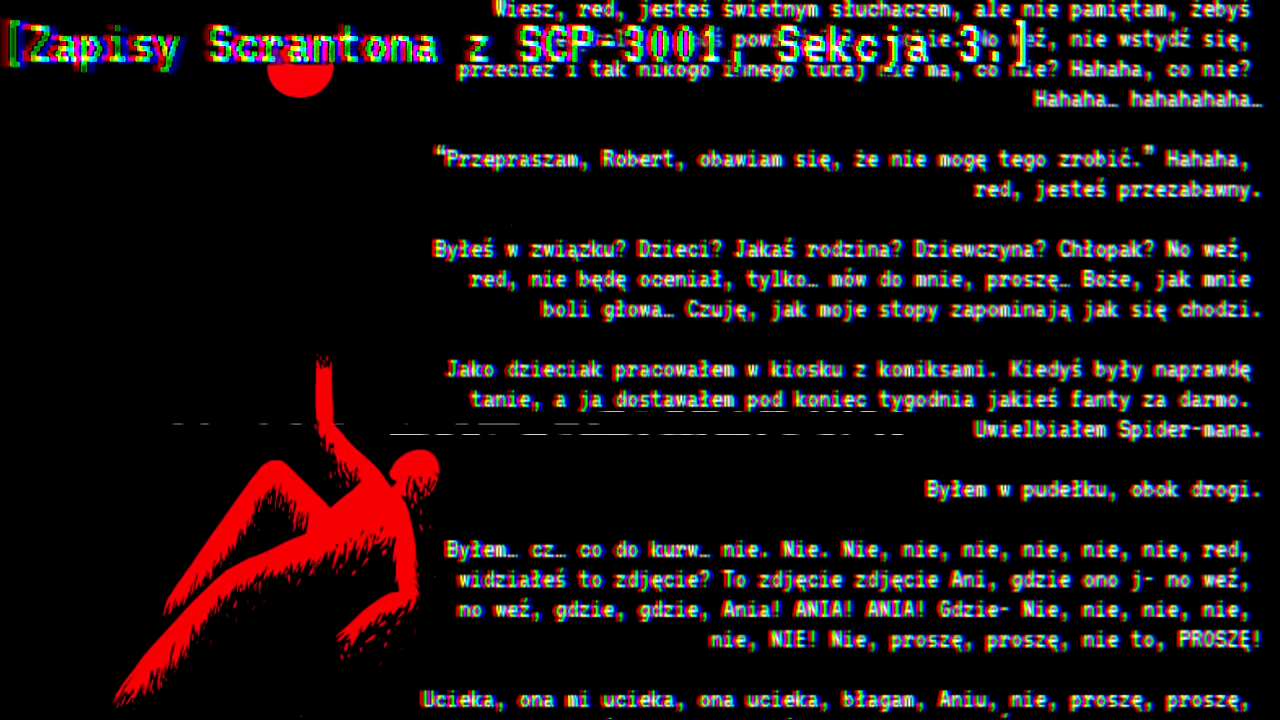 Wiesz, red, jesteś świetnym słuchaczem, ale nie pamiętam, żebyś
[Zapisy Scrantona z SCP-3001, Sekcja 3.]
No weź, nie wstydź się,
przecież i tak nikogo innego tutaj nie ma, co nie? Hahaha, co nie?
Hahaha… hahahahaha…
“Przepraszam, Robert, obawiam się, że nie mogę tego zrobić.” Hahaha,
red, jesteś przezabawny.
Byłeś w związku? Dzieci? Jakaś rodzina? Dziewczyna? Chłopak? No weź,
red, nie będę oceniał, tylko… mów do mnie, proszę… Boże, jak mnie
boli głowa… Czuję, jak moje stopy zapominają jak się chodzi.
Jako dzieciak pracowałem w kiosku z komiksami. Kiedyś były naprawdę
tanie, a ja dostawałem pod koniec tygodnia jakieś fanty za darmo.
Uwielbiałem Spider-mana.
Byłem w pudełku, obok drogi.
Byłem… cz… co do kurw… nie. Nie. Nie, nie, nie, nie, nie, nie, red,
widziałeś to zdjęcie? To zdjęcie zdjęcie Ani, gdzie ono j- no weź,
no weź, gdzie, gdzie, Ania! ANIA! ANIA! Gdzie- Nie, nie, nie, nie,
nie, NIE! Nie, proszę, proszę, nie to, PROSZĘ!
Ucieka, ona mi ucieka, ona ucieka, błagam, Aniu, nie, proszę, proszę,